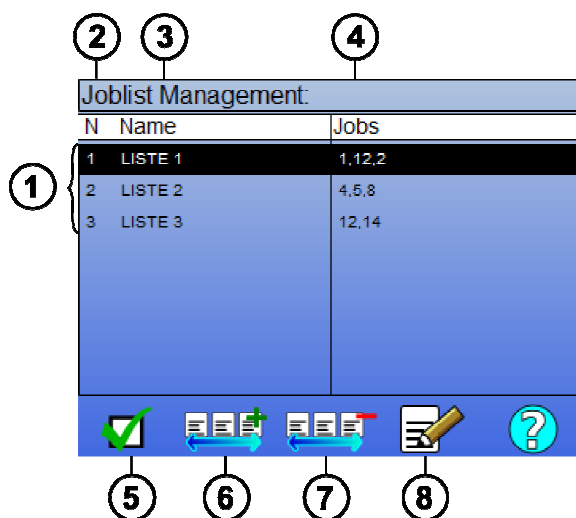 2 3 4
Joblist Management:
N Name Jobs
1 LISTE 1 1,12,2
1
2 LISTE 2 4,5,8
3 LISTE 3 12,14
?
5 6 7 8